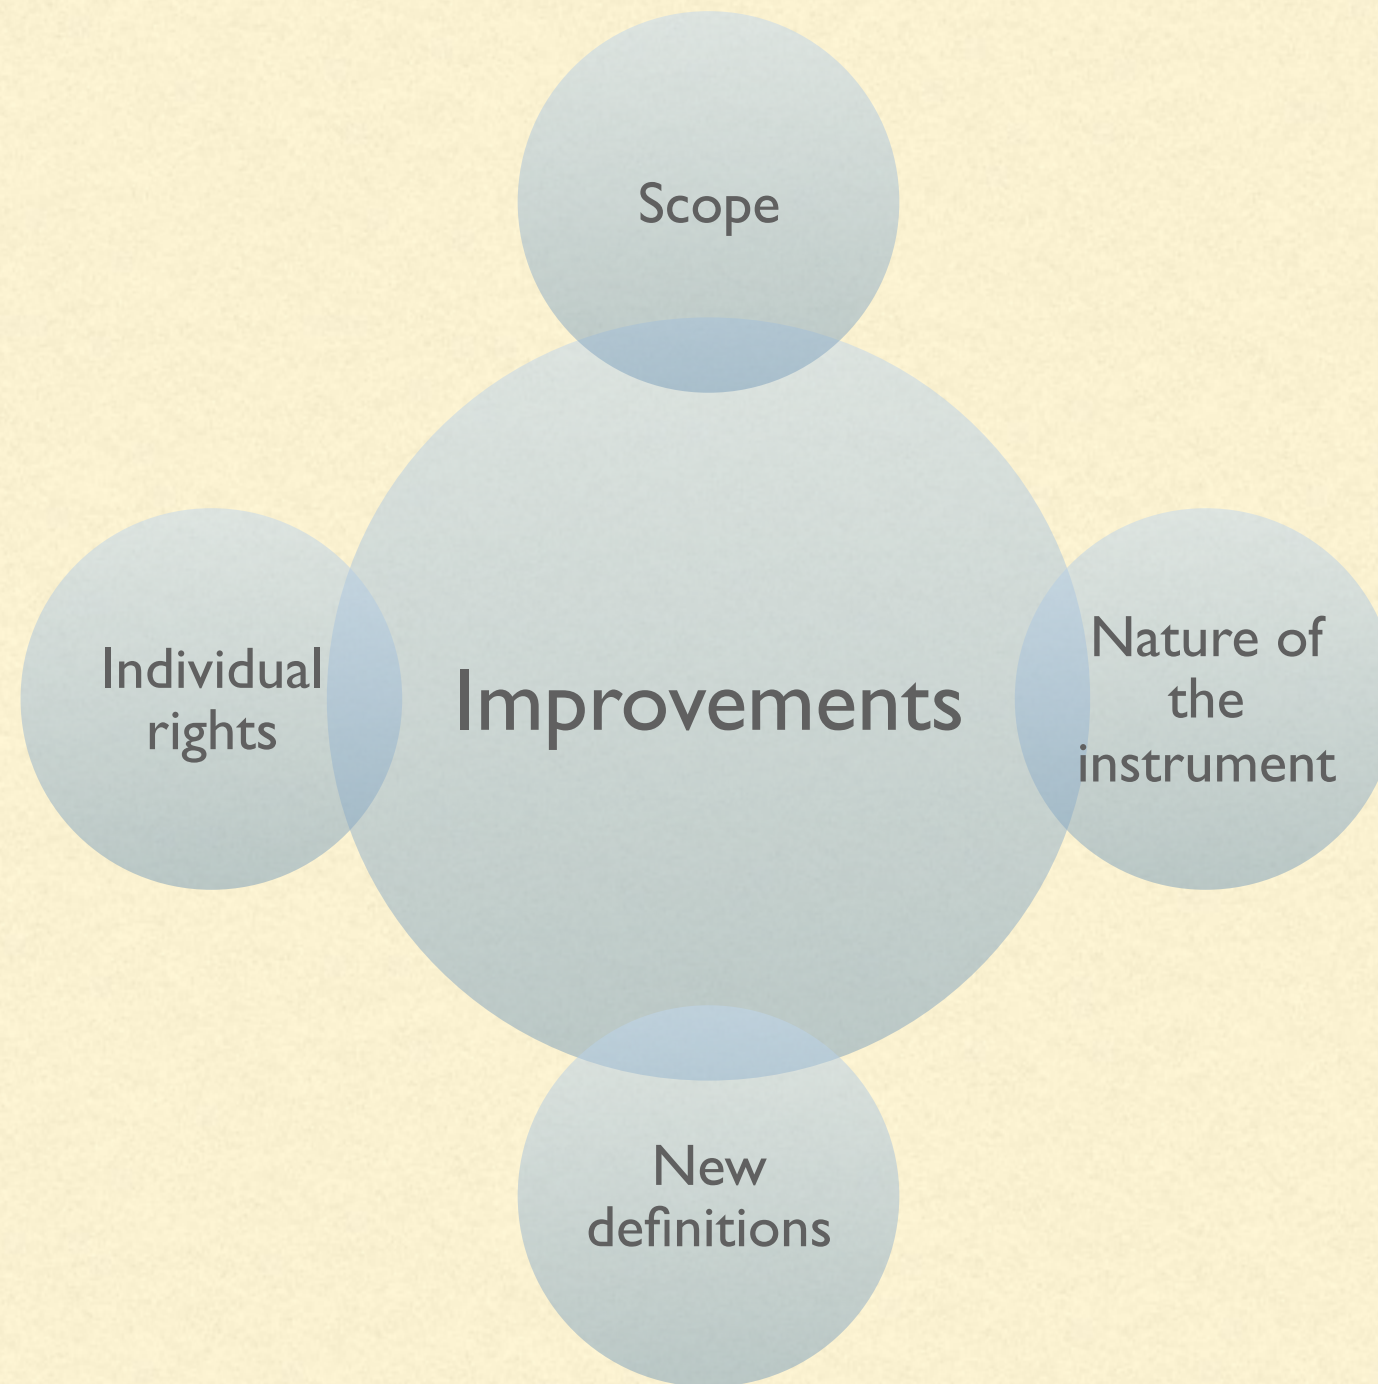 Scope
Individual
rights
Improvements
Nature of
the
instrument
New
definitions